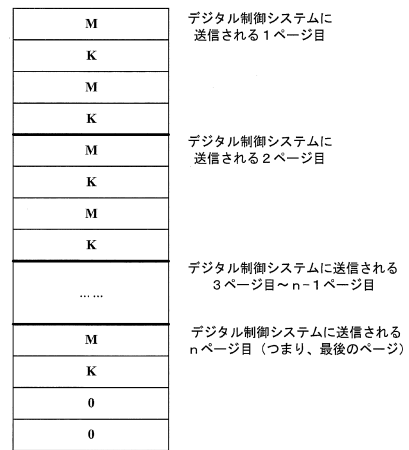 M
デジタル制御システムに
送信される1ページ目
K
M
K
M
デジタル制御システムに
送信される2ページ目
K
M
K
……
デジタル制御システムに送信される
3ページ目～n-1ページ目
M
デジタル制御システムに送信される
nページ目(つまり、最後のページ)
K
0
0